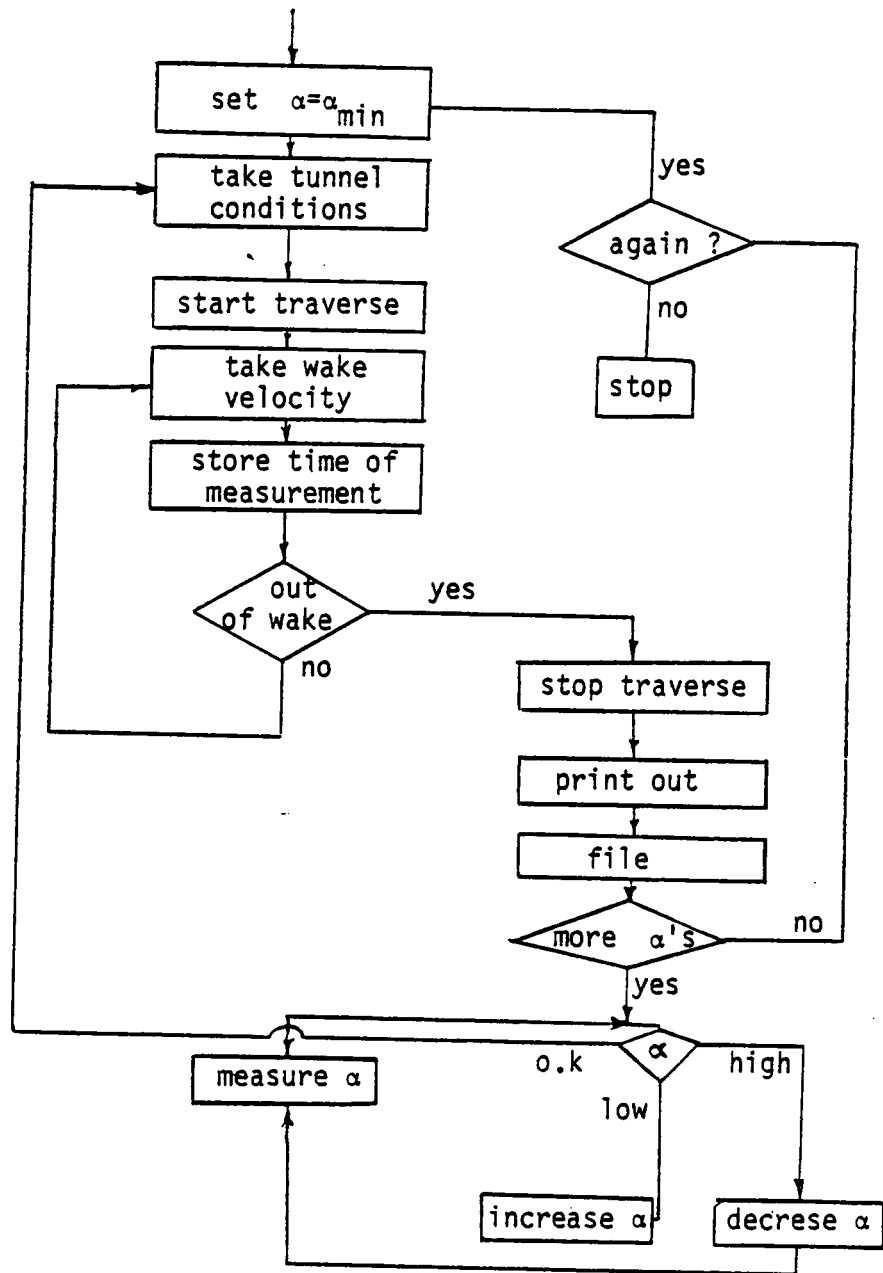 set α=αmin
take tunnel
conditions
yes
again ?
no
stop
start traverse
take wake
velocity
store time of
measurement
out
of wake
yes
no
stop traverse
print out
file
more α's
no
yes
α
o.k
high
low
measure α
increase α
decrese α